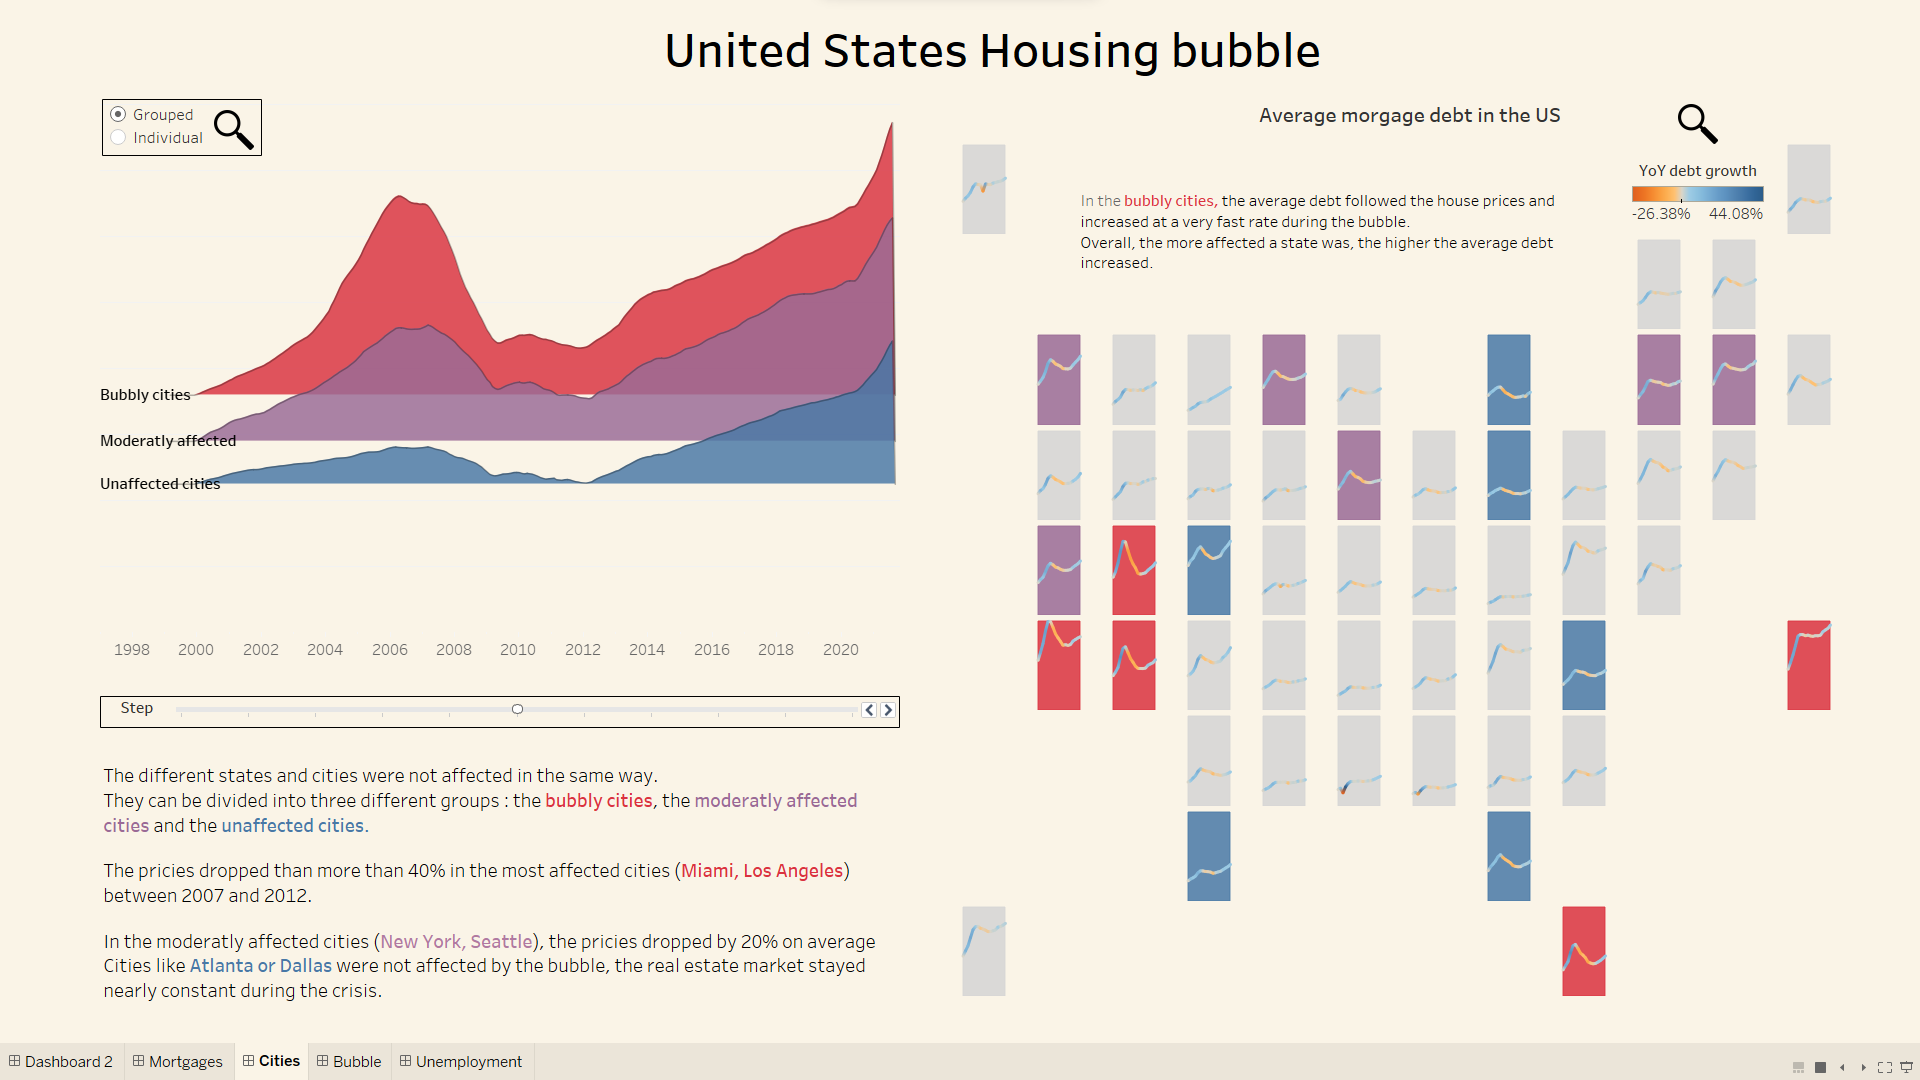 United States Housing bubble
Grouped
Individual
Bubbly cities
Moderatly affected
Unaffected cities
1998 2000 2002 2004 2006 2008 2010 2012 2014 2016 2018 2020
Step
The different states and cities were not affected in the same way.
They can be divided into three different groups : the bubbly cities, the moderatly affected
cities and the unaffected cities.
The pricies dropped than more than 40% in the most affected cities (Miami, Los Angeles)
between 2007 and 2012.
In the moderatly affected cities (New York, Seattle), the pricies dropped by 20% on average
Cities like Atlanta or Dallas were not affected by the bubble, the real estate market stayed
nearly constant during the crisis.
Average morgage debt in the US
YoY debt growth
-26.38% 44.08%
In the bubbly cities, the average debt followed the house prices and
increased at a very fast rate during the bubble.
Overall, the more affected a state was, the higher the average debt
increased.
Dashboard 2 Mortgages Cities Bubble Unemployment